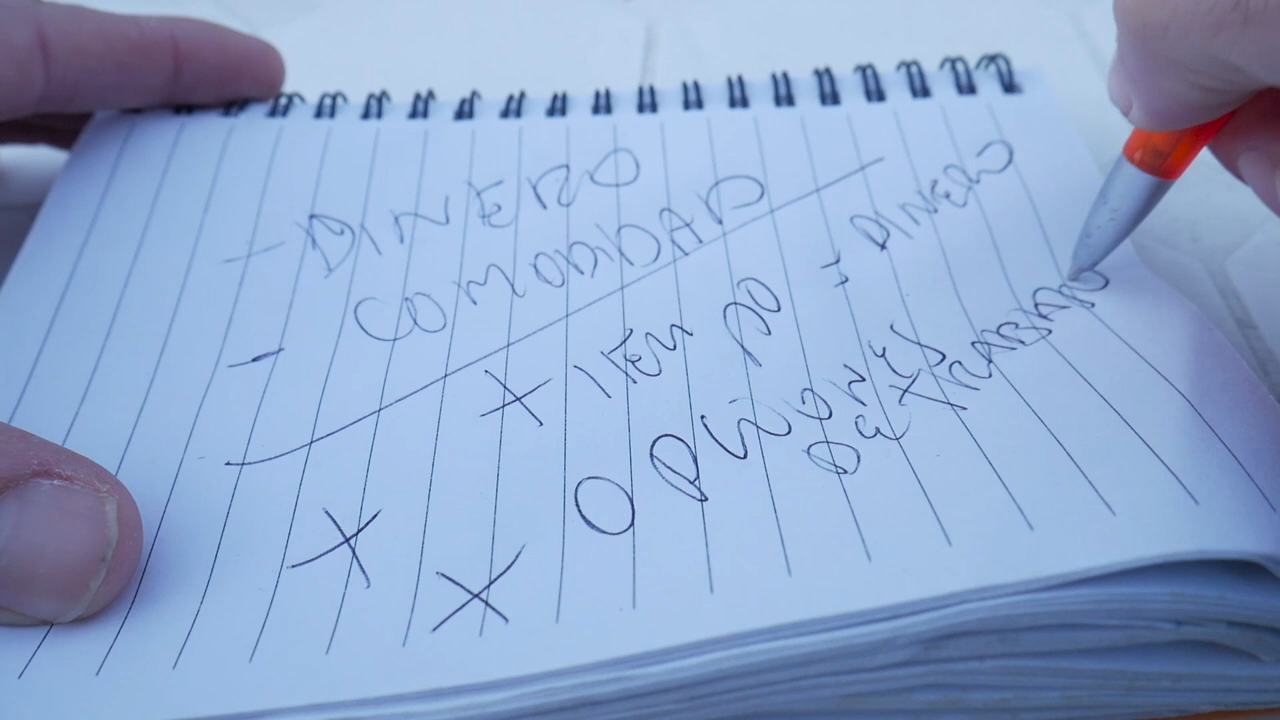 - DINERO
- COMODIDAD
+ TIEMPO DINERO
+ OPCIONES
DE TRABAJO